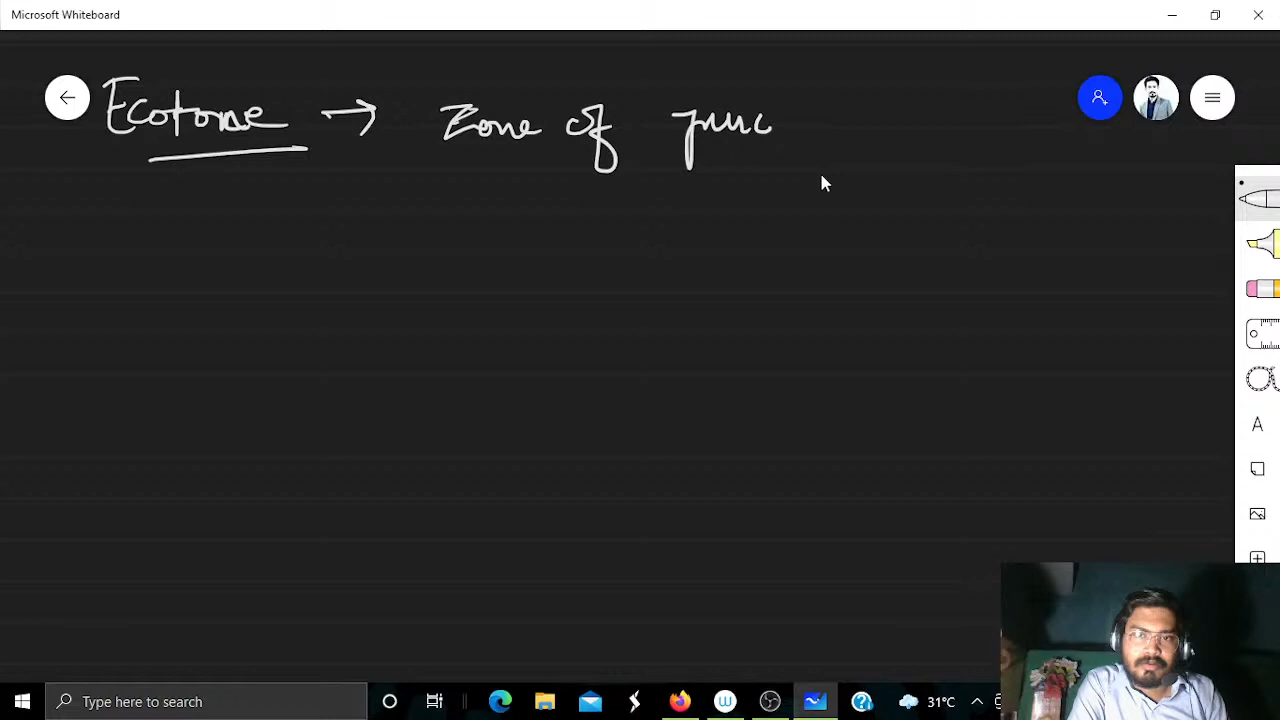 Microsoft Whiteboard
Ecotone → Zone of junc
A
Type here to search
31°C